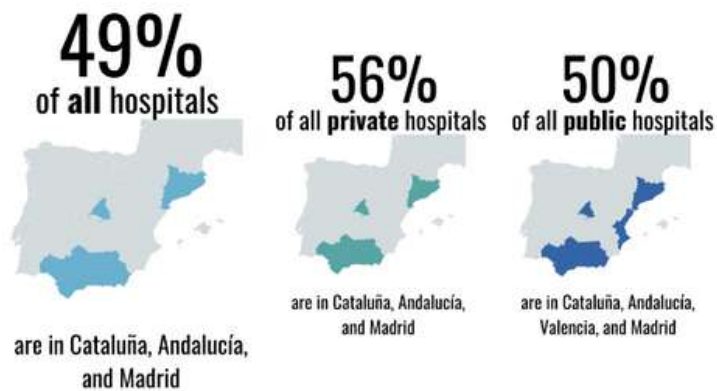 49%
of all hospitals
are in Cataluña, Andalucía,
and Madrid
56%
of all private hospitals
are in Cataluña, Andalucía,
and Madrid
50%
of all public hospitals
are in Cataluña, Andalucía,
Valencia, and Madrid